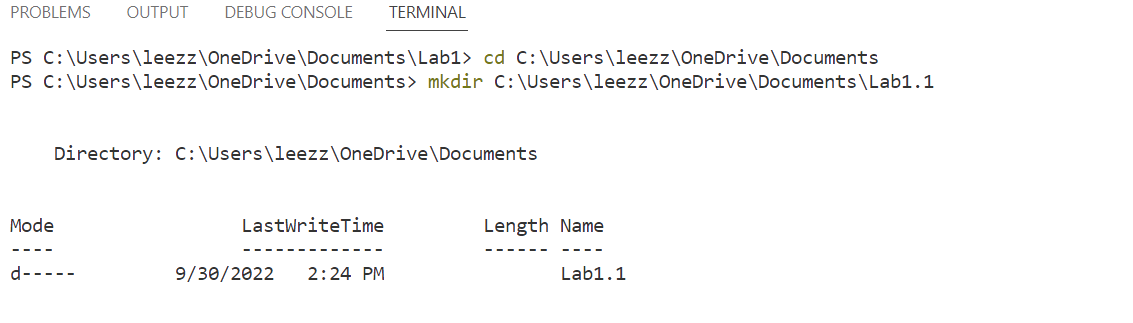 PROBLEMS OUTPUT DEBUG CONSOLE TERMINAL
PS C:\Users\leezz\OneDrive\Documents\Lab1> cd C:\Users\leezz\OneDrive\Documents
PS C:\Users\leezz\OneDrive\Documents> mkdir C:\Users\leezz\OneDrive\Documents\Lab1.1
Directory: C:\Users\leezz\OneDrive\Documents
Mode LastWriteTime Length Name
---- ------------- ------ ----
d----- 9/30/2022 2:24 PM Lab1.1